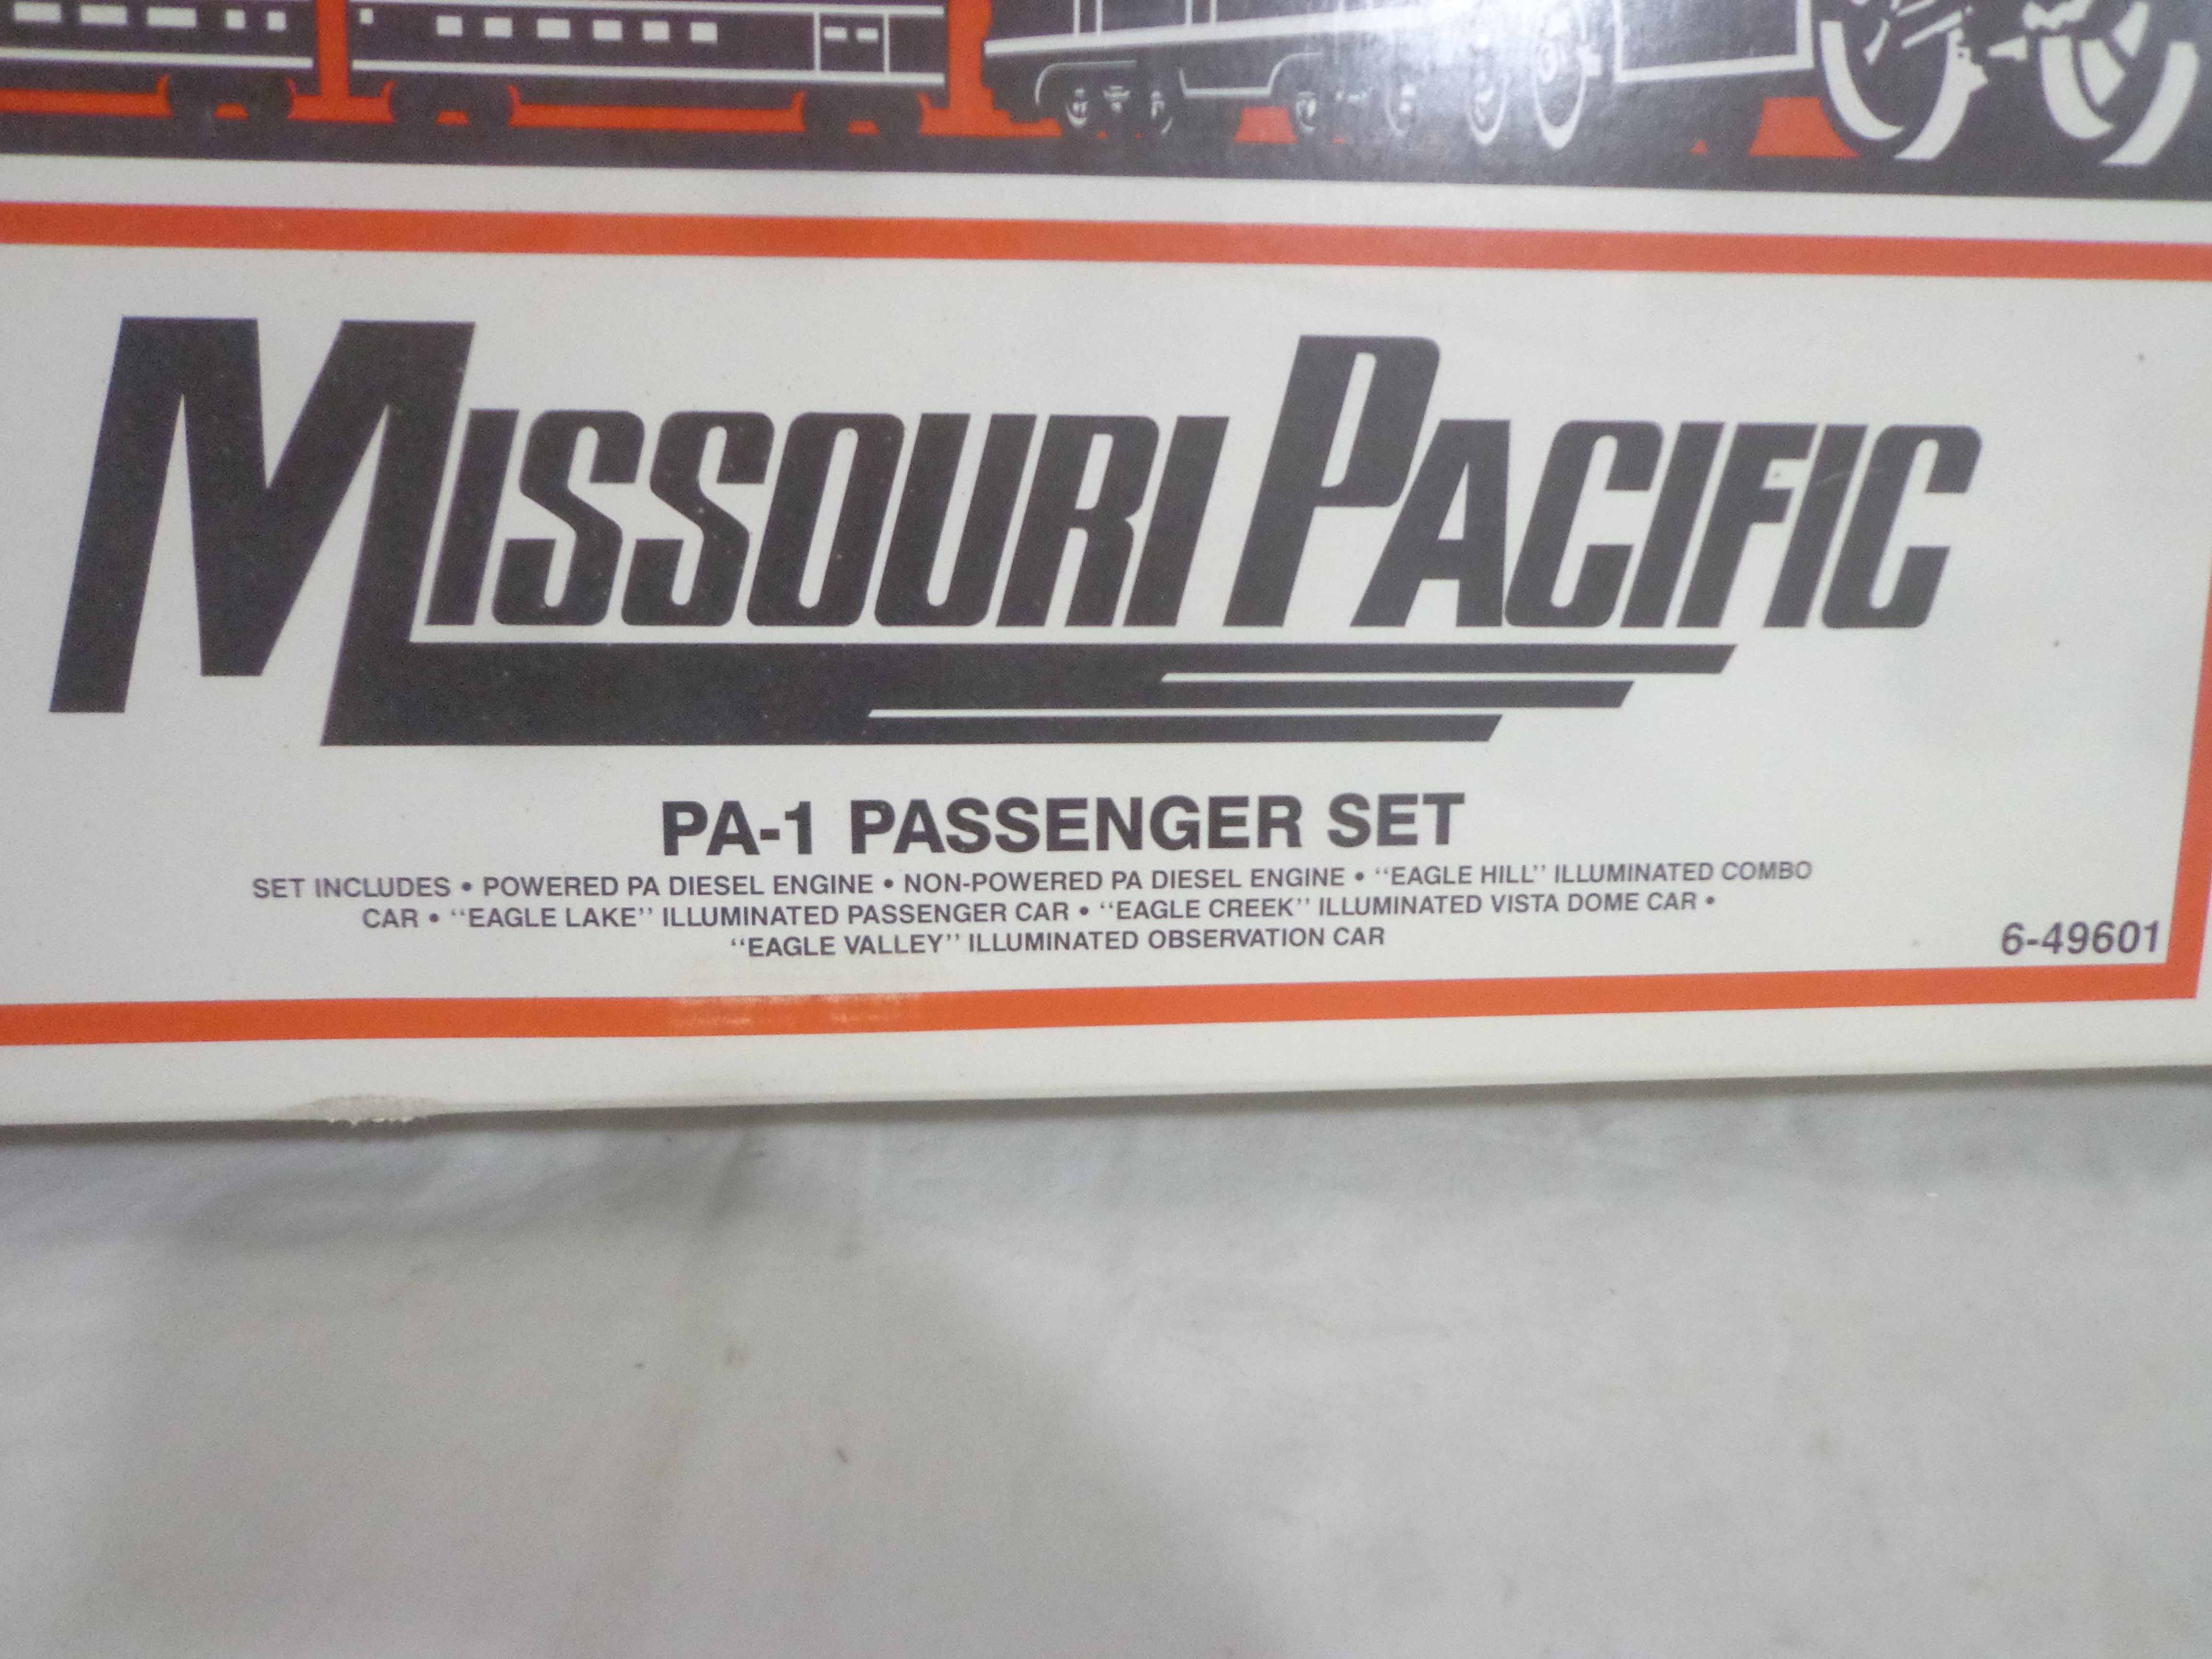 MISSOURI PACIFIC
PA-1 PASSENGER SET
SET INCLUDES • POWERED PA DIESEL ENGINE • NON-POWERED PA DIESEL ENGINE • “EAGLE HILL” ILLUMINATED COMBO
CAR • “EAGLE LAKE” ILLUMINATED PASSENGER CAR • “EAGLE CREEK” ILLUMINATED VISTA DOME CAR •
“EAGLE VALLEY” ILLUMINATED OBSERVATION CAR
6-49601